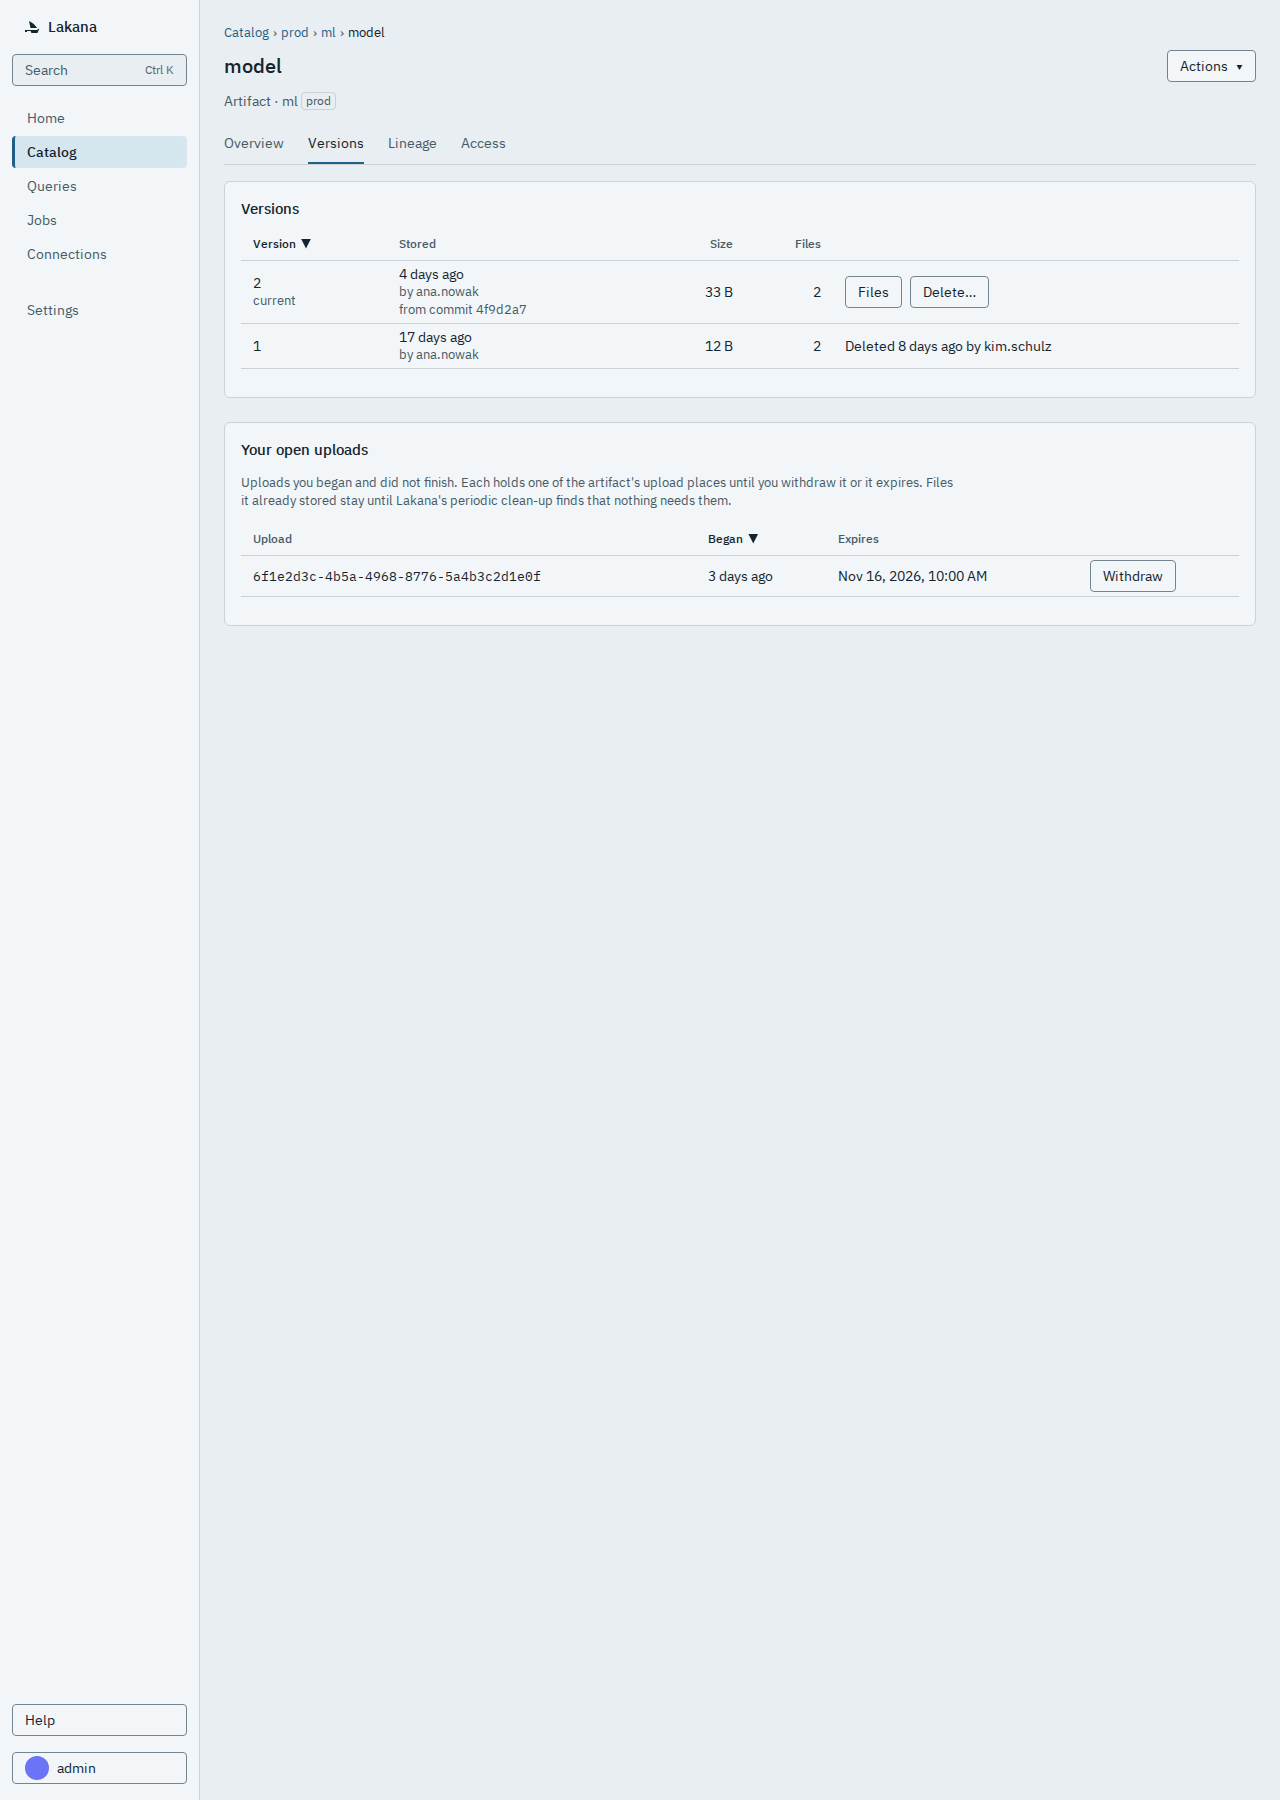 Lakana
Search Ctrl K
Home
Catalog
Queries
Jobs
Connections
Settings
Help
admin
Catalog › prod › ml › model
model
Actions ▾
Artifact · ml prod
Overview Versions Lineage Access
Versions
Version ▼ Stored Size Files
2
current
4 days ago
by ana.nowak
from commit 4f9d2a7
33 B 2 Files Delete...
1
17 days ago
by ana.nowak
12 B 2 Deleted 8 days ago by kim.schulz
Your open uploads
Uploads you began and did not finish. Each holds one of the artifact's upload places until you withdraw it or it expires. Files
it already stored stay until Lakana's periodic clean-up finds that nothing needs them.
Upload Began ▼ Expires
6f1e2d3c-4b5a-4968-8776-5a4b3c2d1e0f 3 days ago Nov 16, 2026, 10:00 AM Withdraw